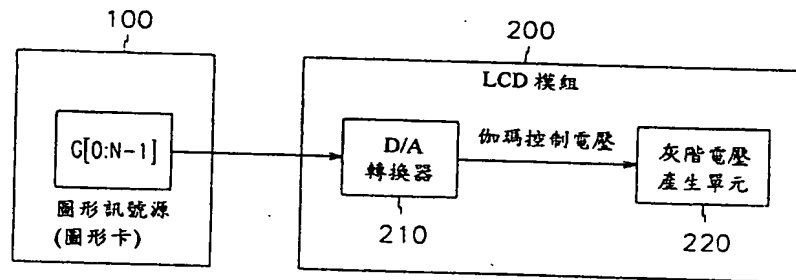 100
200
LCD 模組
G[0:N-1]
D/A
轉換器
伽瑪控制電壓
灰階電壓
產生單元
圖形訊號源
(圖形卡)
210
220